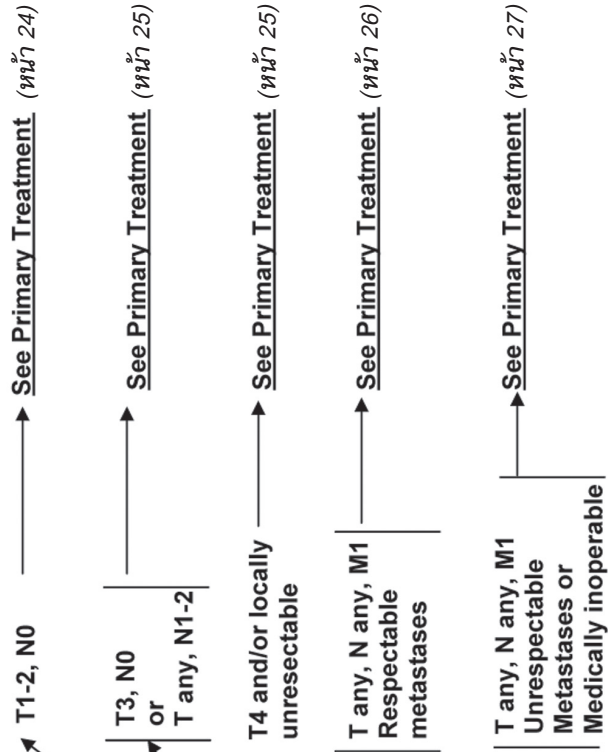 T1-2, N0
See Primary Treatment (หน้า 24)
T3, N0
or
T any, N1-2
See Primary Treatment (หน้า 25)
T4 and/or locally
unresectable
See Primary Treatment (หน้า 25)
T any, N any, M1
Respectable
metastases
See Primary Treatment (หน้า 26)
T any, N any, M1
Unrespectable
Metastases or
Medically inoperable
See Primary Treatment (หน้า 27)